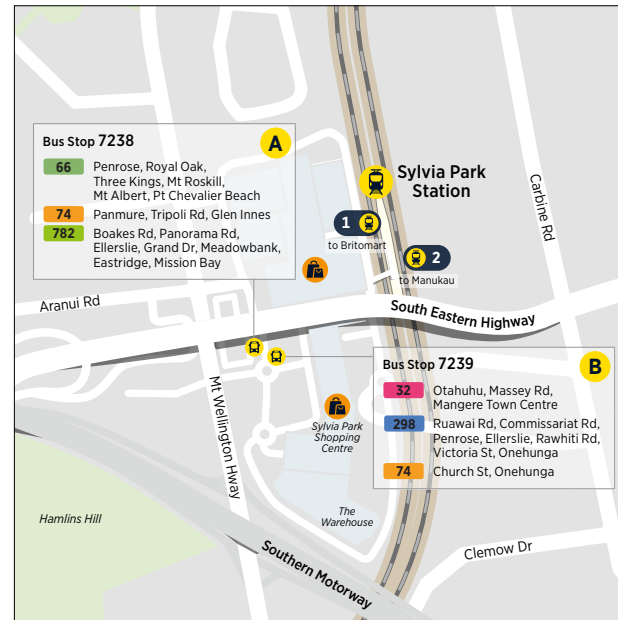 Bus Stop 7238
A
66 Penrose, Royal Oak,
Three Kings, Mt Roskill,
Mt Albert, Pt Chevalier Beach
74 Panmure, Tripoli Rd, Glen Innes
782 Boakes Rd, Panorama Rd,
Ellerslie, Grand Dr, Meadowbank,
Eastridge, Mission Bay
Sylvia Park
Station
1
to Britomart
2
to Manukau
Carbine Rd
Aranui Rd
South Eastern Highway
Mt Wellington Hway
Bus Stop 7239
B
32 Otahuhu, Massey Rd,
Mangere Town Centre
298 Ruawai Rd, Commissariat Rd,
Penrose, Ellerslie, Rawhiti Rd,
Victoria St, Onehunga
74 Church St, Onehunga
Sylvia Park
Shopping
Centre
The
Warehouse
Hamlins Hill
Southern Motorway
Clemow Dr